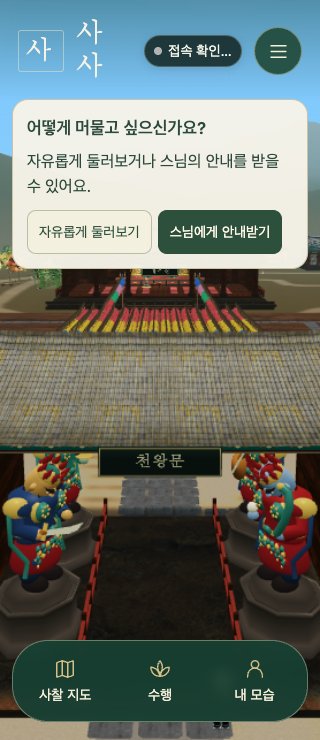 사
사
사
접속 확인...
어떻게 머물고 싶으신가요?
자유롭게 둘러보거나 스님의 안내를 받을
수 있어요.
자유롭게 둘러보기
스님에게 안내받기
천왕문
사찰 지도
수행
내 모습